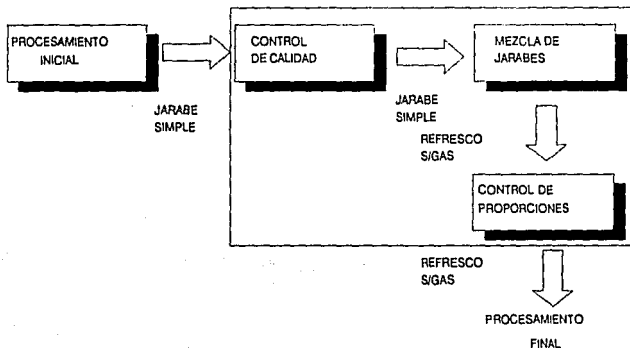 PROCESAMIENTO
INICIAL
CONTROL
DE CALIDAD
MEZCLA DE
JARABES
JARABE
SIMPLE
JARABE
SIMPLE
REFRESCO
S/GAS
CONTROL DE
PROPORCIONES
REFRESCO
S/GAS
PROCESAMIENTO
FINAL